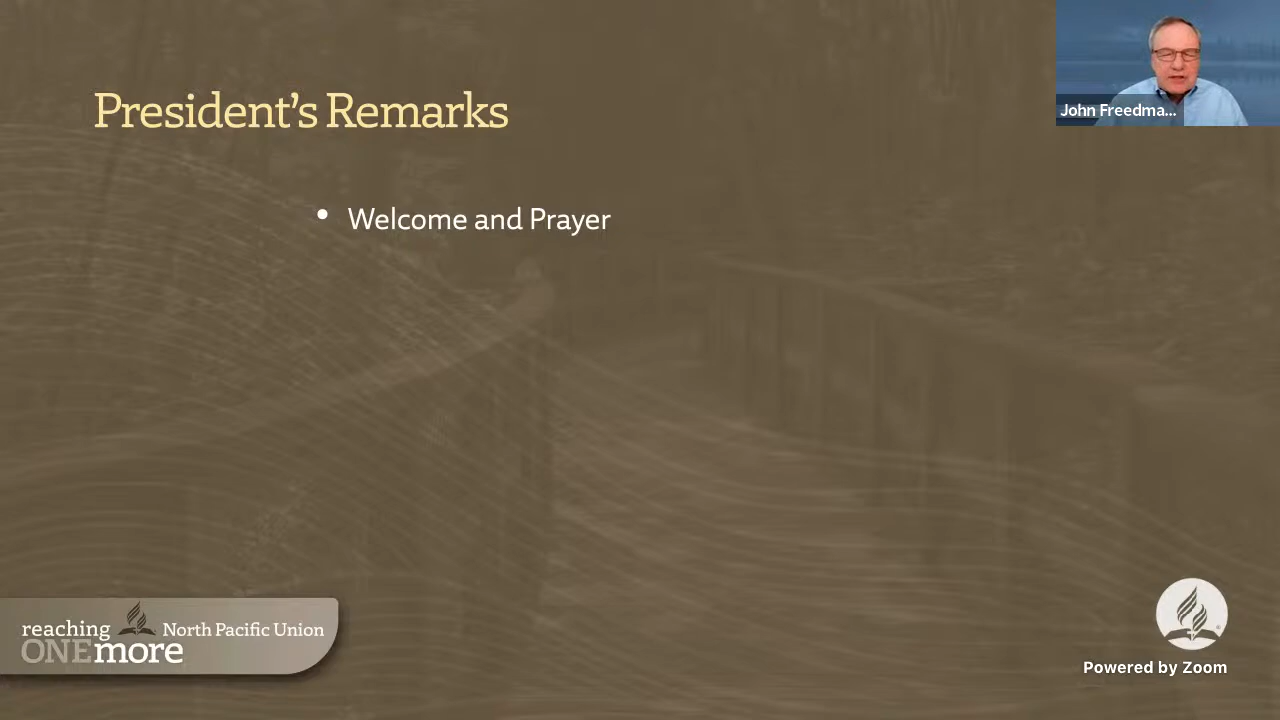 President's Remarks
John Freedma...
• Welcome and Prayer
reaching North Pacific Union
ONEmore
Powered by Zoom